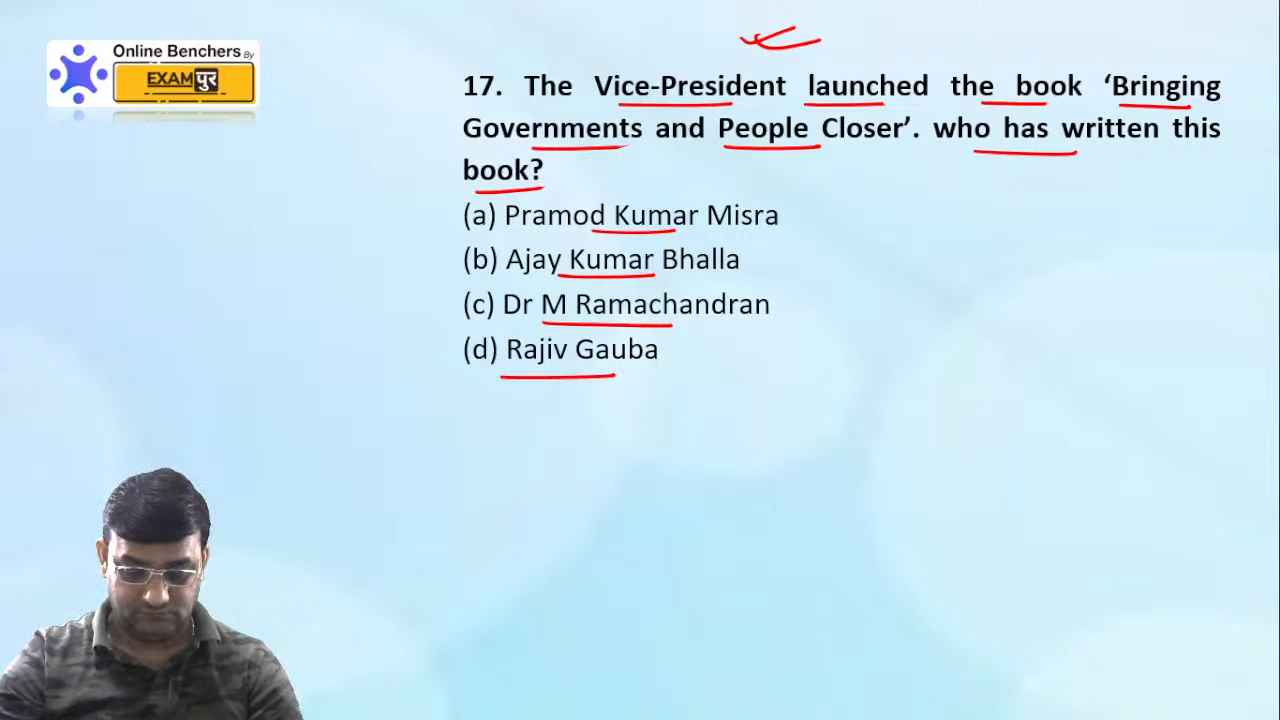 Online Benchers By
EXAMपुर
17. The Vice-President launched the book ‘Bringing
Governments and People Closer’. who has written this
book?
(a) Pramod Kumar Misra
(b) Ajay Kumar Bhalla
(c) Dr M Ramachandran
(d) Rajiv Gauba